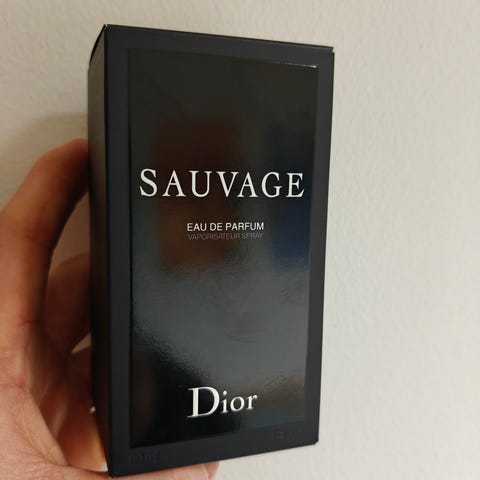 SAUVAGE
EAU DE PARFUM
VAPORISATEUR SPRAY
Dior